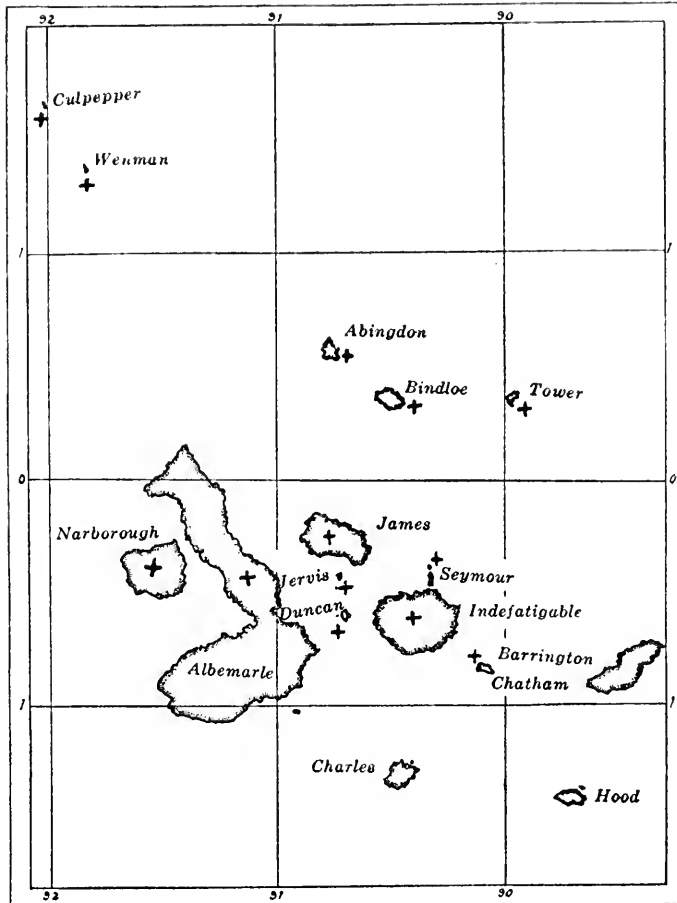 92 91 90
Culpepper
Wenman
1 1
Abingdon
Bindloe
Tower
0 0
Narborough
James
Jervis
Seymour
Duncan
Indefatigable
Barrington
Albemarle
Chatham
1 1
Charles
Hood
92 91 90